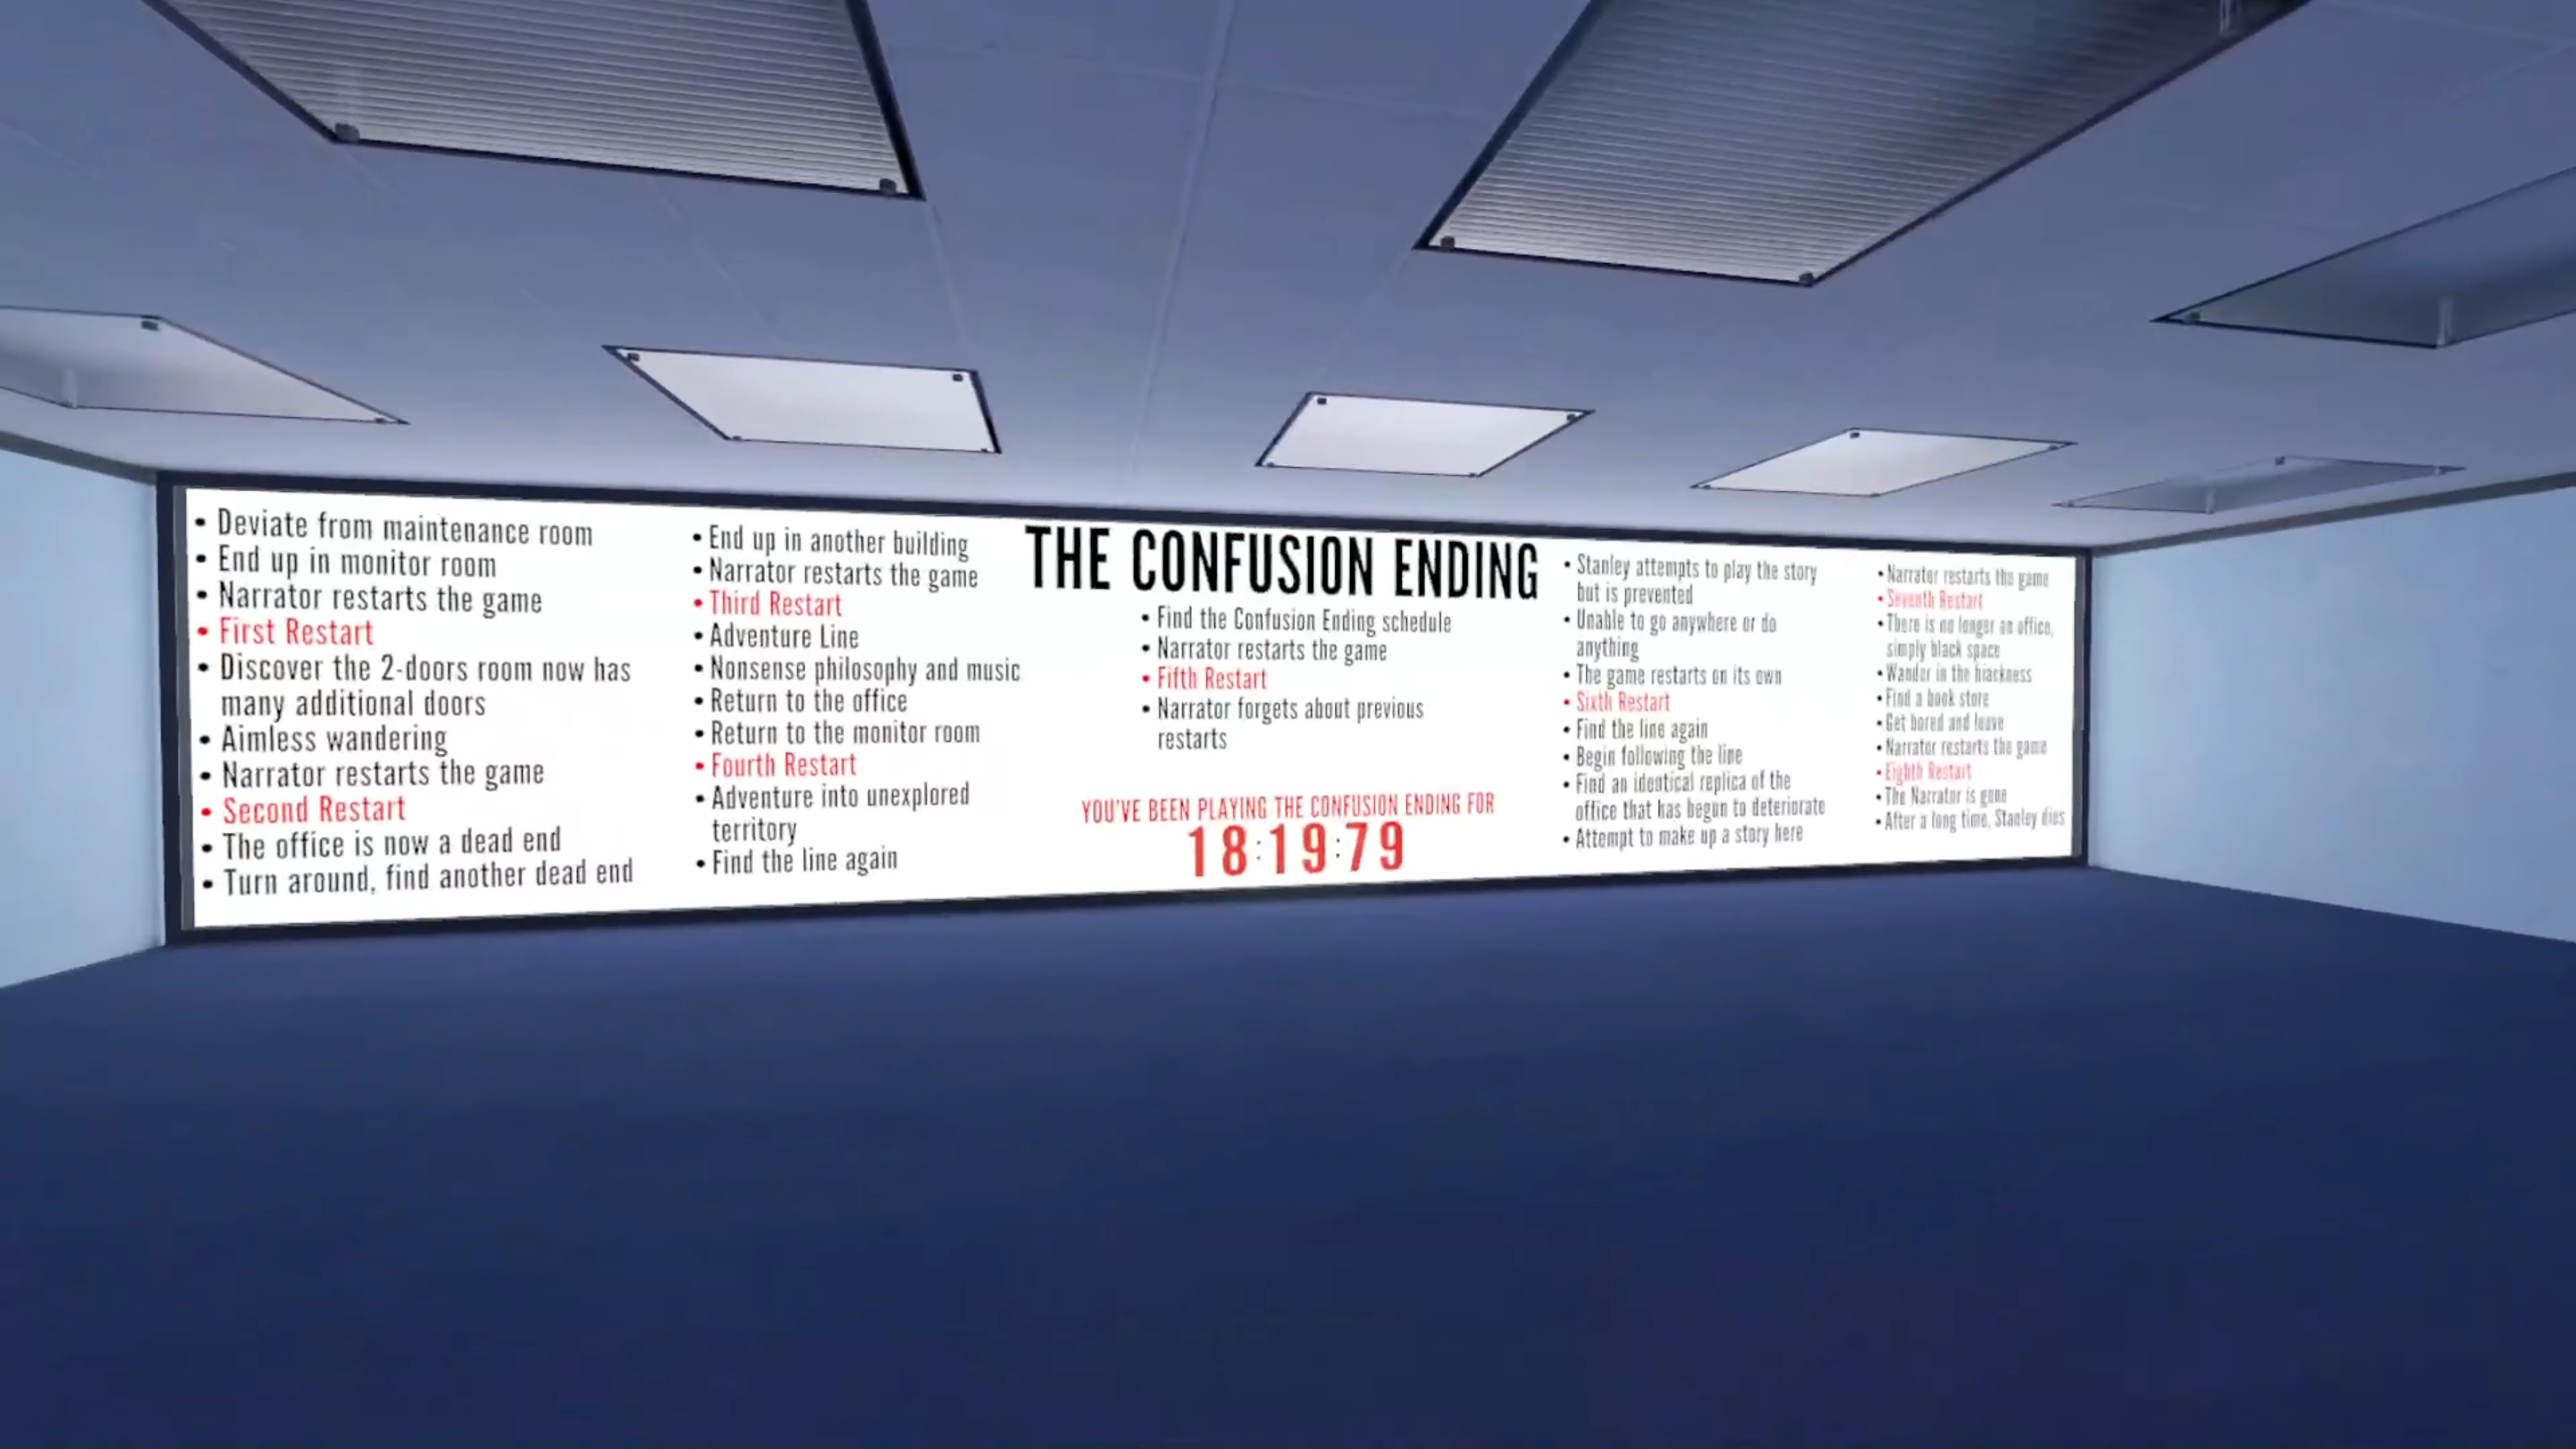 • Deviate from maintenance room
• End up in monitor room
• Narrator restarts the game
• First Restart
• Discover the 2-doors room now has
many additional doors
• Aimless wandering
• Narrator restarts the game
• Second Restart
• The office is now a dead end
• Turn around, find another dead end
• End up in another building
• Narrator restarts the game
• Third Restart
• Adventure Line
• Nonsense philosophy and music
• Return to the office
• Return to the monitor room
• Fourth Restart
• Adventure into unexplored
territory
• Find the line again
THE CONFUSION ENDING
• Find the Confusion Ending schedule
• Narrator restarts the game
• Fifth Restart
• Narrator forgets about previous
restarts
YOU'VE BEEN PLAYING THE CONFUSION ENDING FOR
18:19:79
• Stanley attempts to play the story
but is prevented
• Unable to go anywhere or do
anything
• The game restarts on its own
• Sixth Restart
• Find the line again
• Begin following the line
• Find an identical replica of the
office that has begun to deteriorate
• Attempt to make up a story here
• Narrator restarts the game
• Seventh Restart
• There is no longer an office,
simply black space
• Wander in the blackness
• Find a book store
• Get bored and leave
• Narrator restarts the game
• Eighth Restart
• The Narrator is gone
• After a long time, Stanley dies